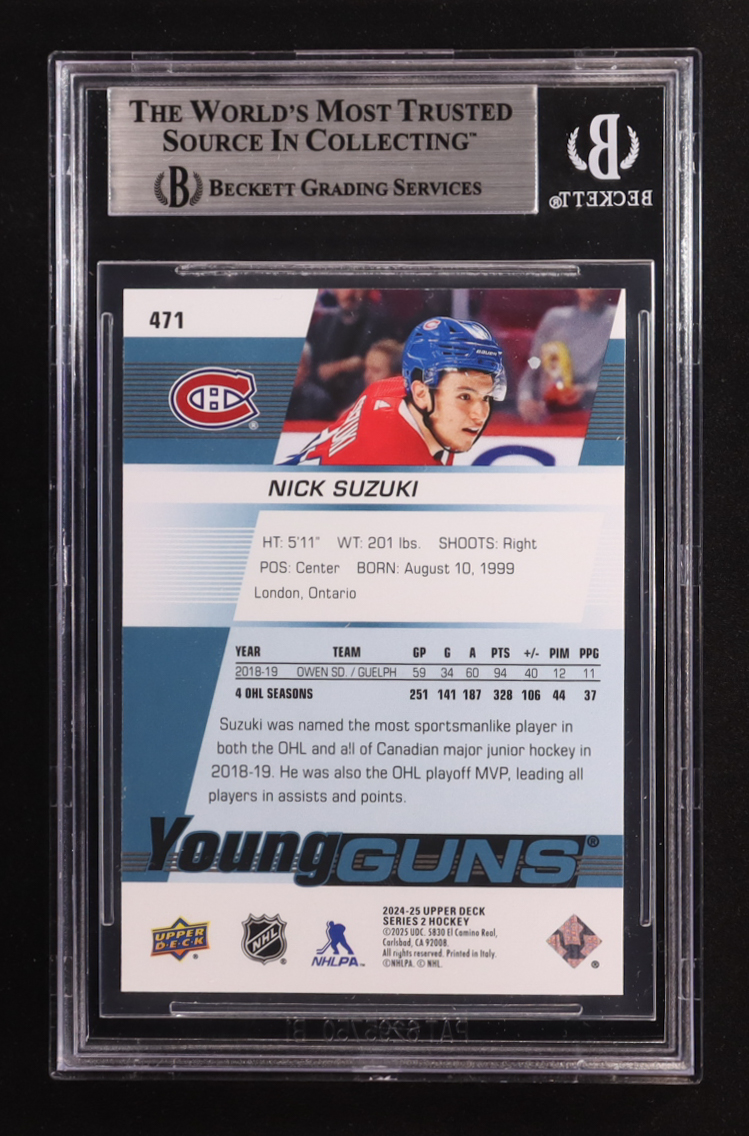 THE WORLD'S MOST TRUSTED
SOURCE IN COLLECTING™
B BECKETT GRADING SERVICES
B
BECKETT®
471
®
SUZUKI
NICK SUZUKI
HT: 5'11" WT: 201 lbs. SHOOTS: Right
POS: Center BORN: August 10, 1999
London, Ontario
YEAR TEAM GP G A PTS +/- PIM PPG
2018-19 OWEN SD. / GUELPH 59 34 60 94 40 12 11
4 OHL SEASONS 251 141 187 328 106 44 37
Suzuki was named the most sportsmanlike player in
both the OHL and all of Canadian major junior hockey in
2018-19. He was also the OHL playoff MVP, leading all
players in assists and points.
Young GUNS®
UPPER
D·E·C·K
®
NHL
®
NHLPA™
2024-25 UPPER DECK
SERIES 2 HOCKEY
©2025 UDC. 5830 El Camino Real,
Carlsbad, CA 92008.
All rights reserved. Printed in Italy.
©NHLPA. © NHL.
®